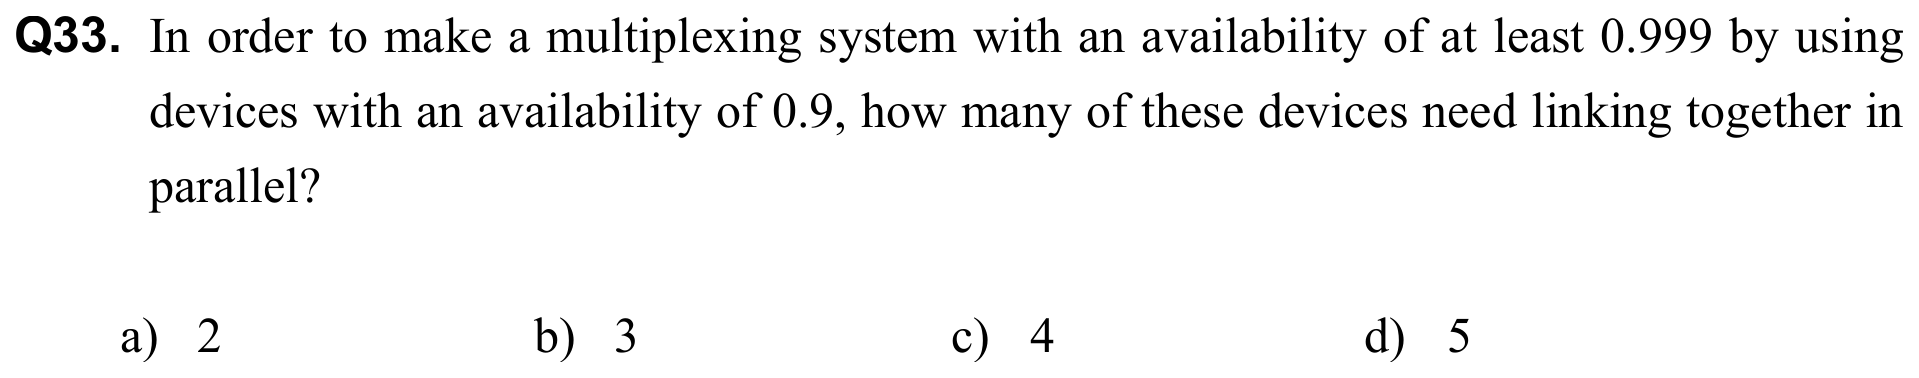 Q33. In order to make a multiplexing system with an availability of at least 0.999 by using
devices with an availability of 0.9, how many of these devices need linking together in
parallel?
a) 2 b) 3 c) 4 d) 5